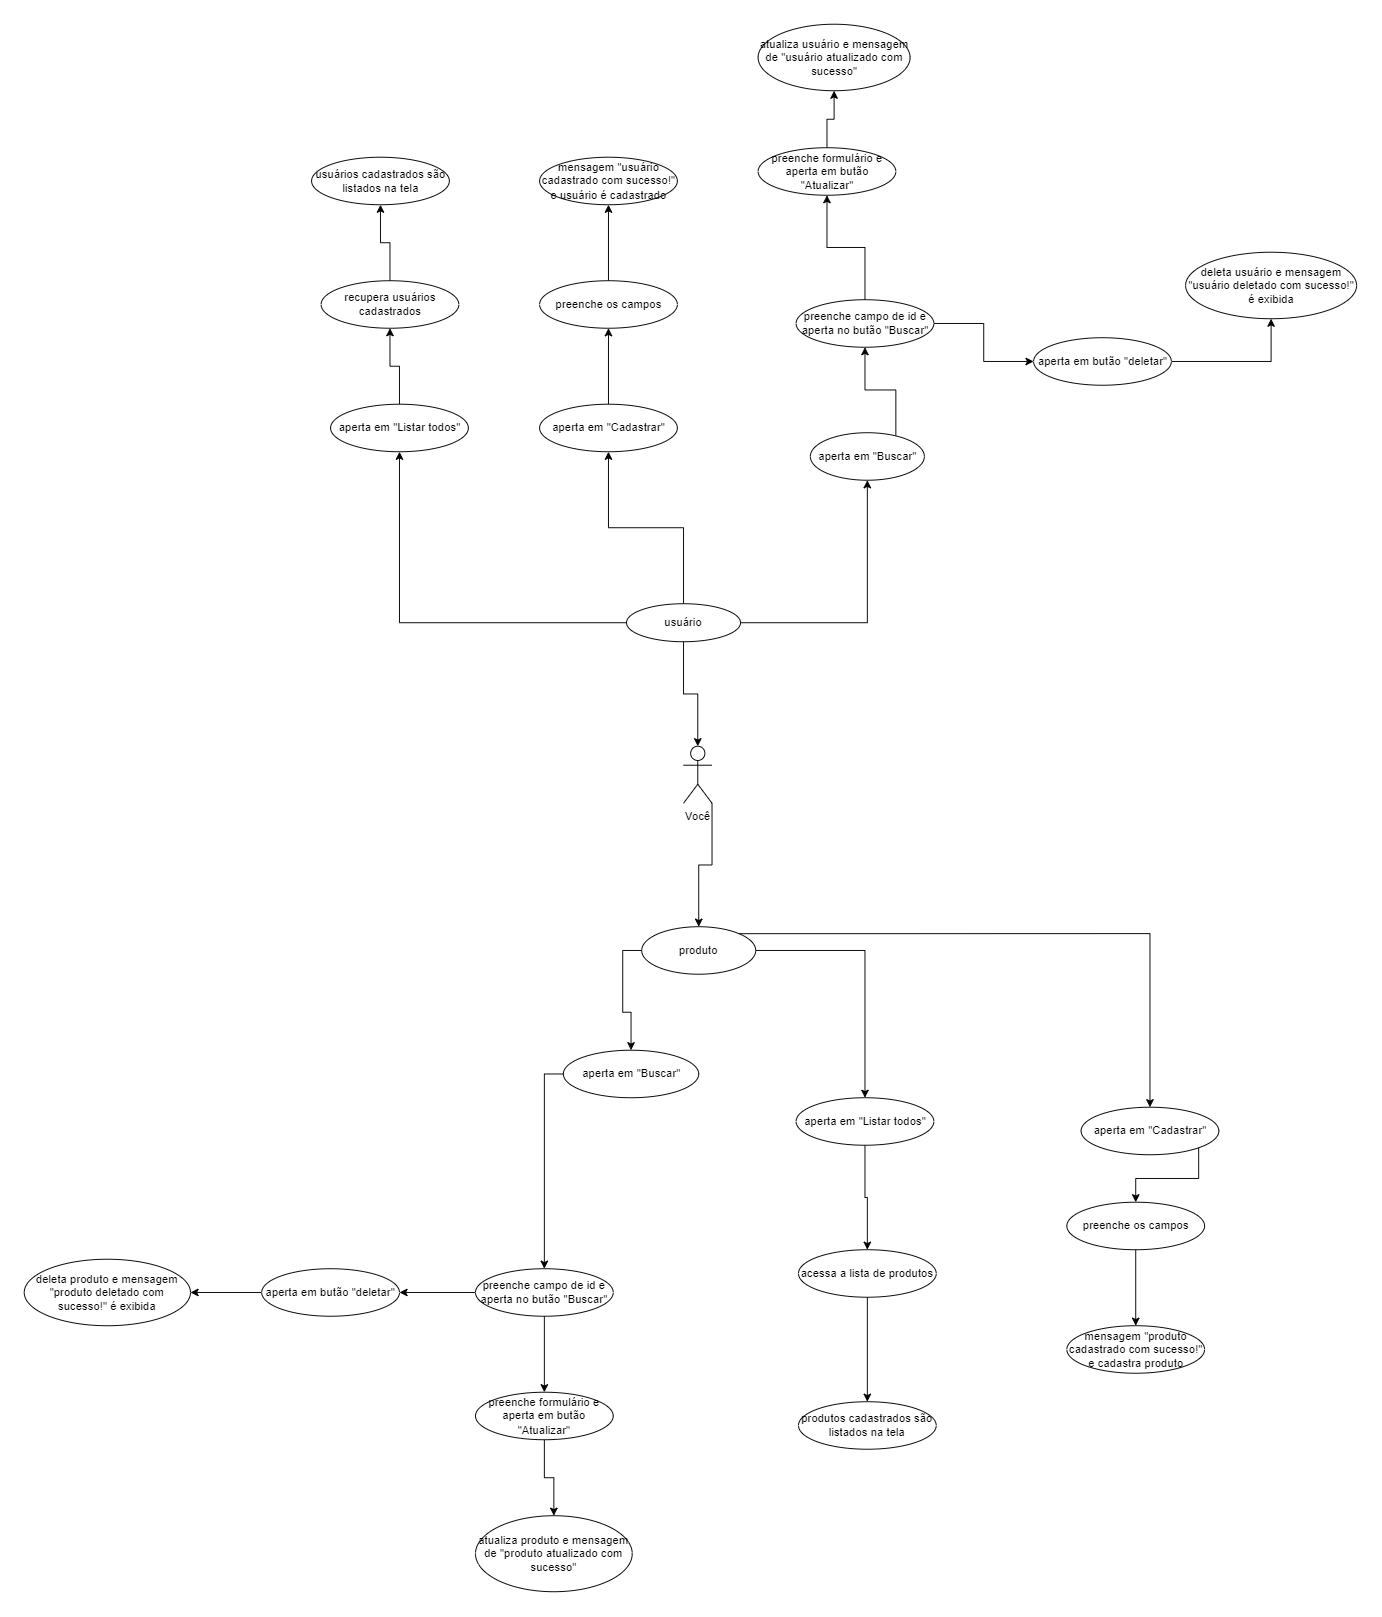 atualiza usuário e mensagem
de "usuário atualizado com
sucesso"
usuários cadastrados são
listados na tela
mensagem "usuário
cadastrado com sucesso!"
e usuário é cadastrado
preenche formulário e
aperta em butão
"Atualizar"
deleta usuário e mensagem
"usuário deletado com sucesso!"
é exibida
recupera usuários
cadastrados
preenche os campos
preenche campo de id e
aperta no butão "Buscar"
aperta em butão "deletar"
aperta em "Listar todos"
aperta em "Cadastrar"
aperta em "Buscar"
usuário
Você
produto
aperta em "Buscar"
aperta em "Listar todos"
aperta em "Cadastrar"
preenche os campos
deleta produto e mensagem
"produto deletado com
sucesso!" é exibida
aperta em butão "deletar"
preenche campo de id e
aperta no butão "Buscar"
acessa a lista de produtos
mensagem "produto
cadastrado com sucesso!"
e cadastra produto
preenche formulário e
aperta em butão
"Atualizar"
produtos cadastrados são
listados na tela
atualiza produto e mensagem
de "produto atualizado com
sucesso"